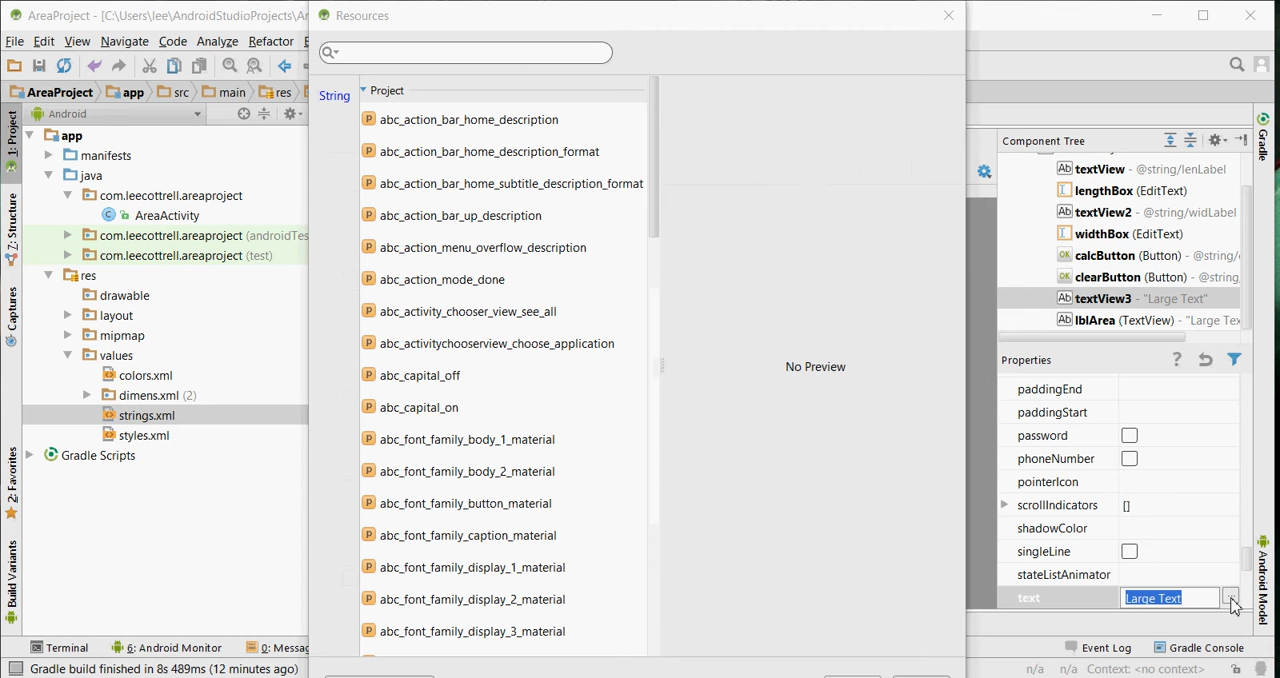 AreaProject - [C:\Users\lee\AndroidStudioProjects\Ar
Resources
File Edit View Navigate Code Analyze Refactor
AreaProject app src main res
String
Project
abc_action_bar_home_description
abc_action_bar_home_description_format
abc_action_bar_home_subtitle_description_format
abc_action_bar_up_description
abc_action_menu_overflow_description
abc_action_mode_done
abc_activity_chooser_view_see_all
abc_activitychooserview_choose_application
abc_capital_off
abc_capital_on
abc_font_family_body_1_material
abc_font_family_body_2_material
abc_font_family_button_material
abc_font_family_caption_material
abc_font_family_display_1_material
abc_font_family_display_2_material
abc_font_family_display_3_material
No Preview
Android
app
manifests
java
com.leecottrell.areaproject
AreaActivity
com.leecottrell.areaproject (androidTes
com.leecottrell.areaproject (test)
res
drawable
layout
mipmap
values
colors.xml
dimens.xml (2)
strings.xml
styles.xml
Gradle Scripts
1: Project
7: Structure
Captures
2: Favorites
Build Variants
Component Tree
textView - @string/lenLabel
lengthBox (EditText)
textView2 - @string/widLabel
widthBox (EditText)
calcButton (Button) - @string/
clearButton (Button) - @string,
textView3 - "Large Text"
lblArea (TextView) - "Large Tex
Properties
paddingEnd
paddingStart
password
phoneNumber
pointerIcon
scrollIndicators []
shadowColor
singleLine
stateListAnimator
text Large Text
Gradle
Android Model
Terminal 6: Android Monitor 0: Messa
Event Log Gradle Console
Gradle build finished in 8s 489ms (12 minutes ago)
n/a n/a Context: <no context>